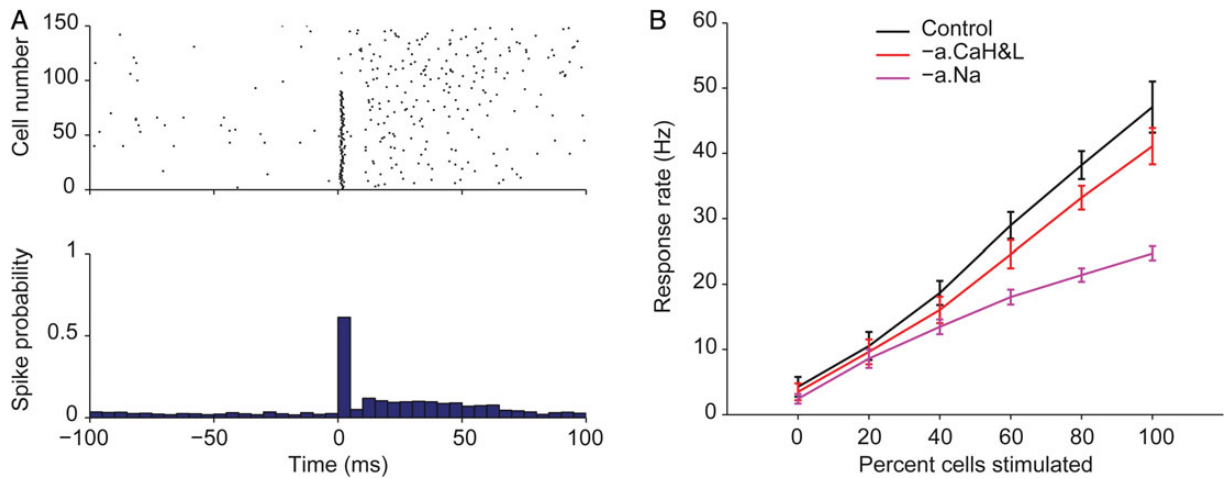 A
Cell number
150
100
50
0
Spike probability
1
0.5
0
−100
−50
0
50
100
Time (ms)
B
Control
−a.CaH&L
−a.Na
Response rate (Hz)
60
50
40
30
20
10
0
0
20
40
60
80
100
Percent cells stimulated